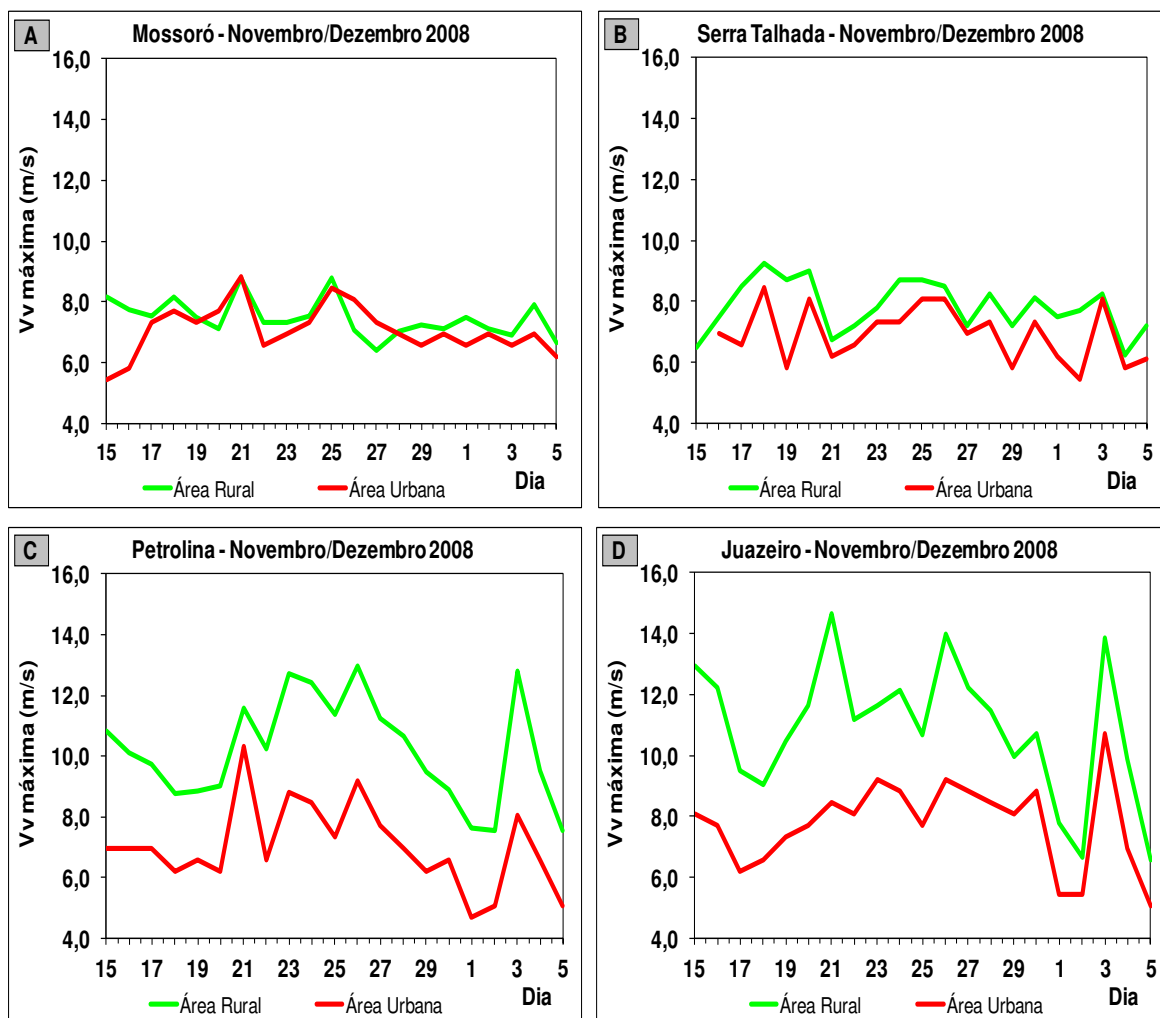 A
Mossoró - Novembro/Dezembro 2008
Vv máxima (m/s)
16,0
14,0
12,0
10,0
8,0
6,0
4,0
15 17 19 21 23 25 27 29 1 3 5
Dia
Área Rural Área Urbana
B
Serra Talhada - Novembro/Dezembro 2008
Vv máxima (m/s)
16,0
14,0
12,0
10,0
8,0
6,0
4,0
15 17 19 21 23 25 27 29 1 3 5
Dia
Área Rural Área Urbana
C
Petrolina - Novembro/Dezembro 2008
Vv máxima (m/s)
16,0
14,0
12,0
10,0
8,0
6,0
4,0
15 17 19 21 23 25 27 29 1 3 5
Dia
Área Rural Área Urbana
D
Juazeiro - Novembro/Dezembro 2008
Vv máxima (m/s)
16,0
14,0
12,0
10,0
8,0
6,0
4,0
15 17 19 21 23 25 27 29 1 3 5
Dia
Área Rural Área Urbana